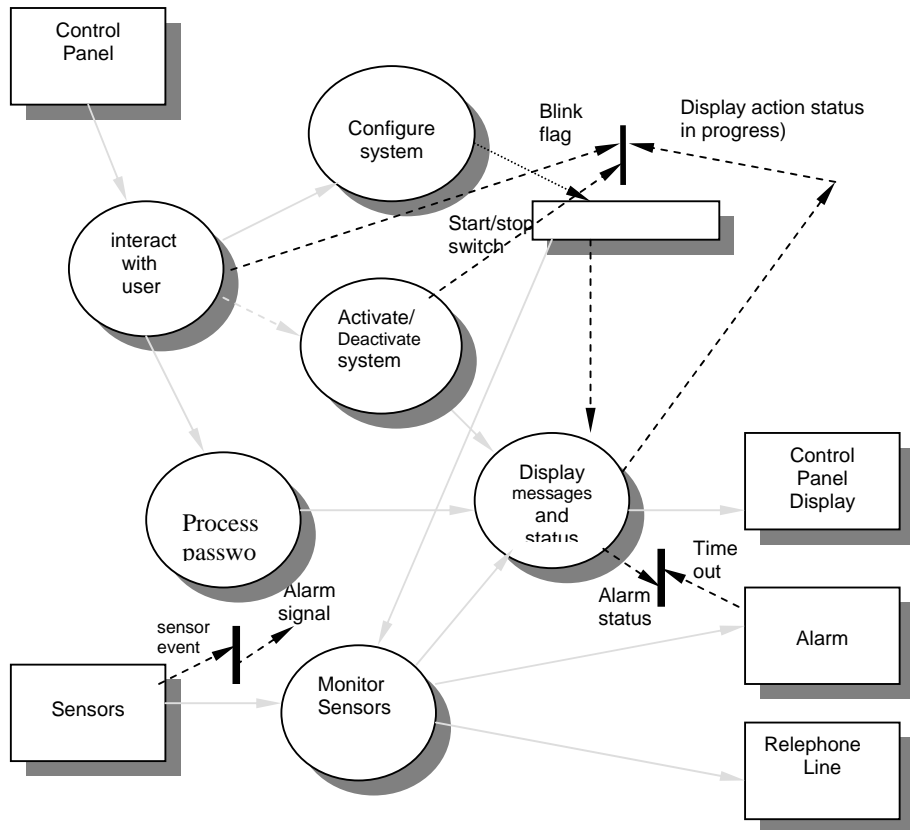 Control
Panel
Configure
system
Blink
flag
Display action status
in progress)
interact
with
user
Start/stop
switch
Activate/
Deactivate
system
Display
messages
and
status
Control
Panel
Display
Process
passwo
Alarm
signal
sensor
event
Time
out
Alarm
status
Alarm
Sensors
Monitor
Sensors
Relephone
Line